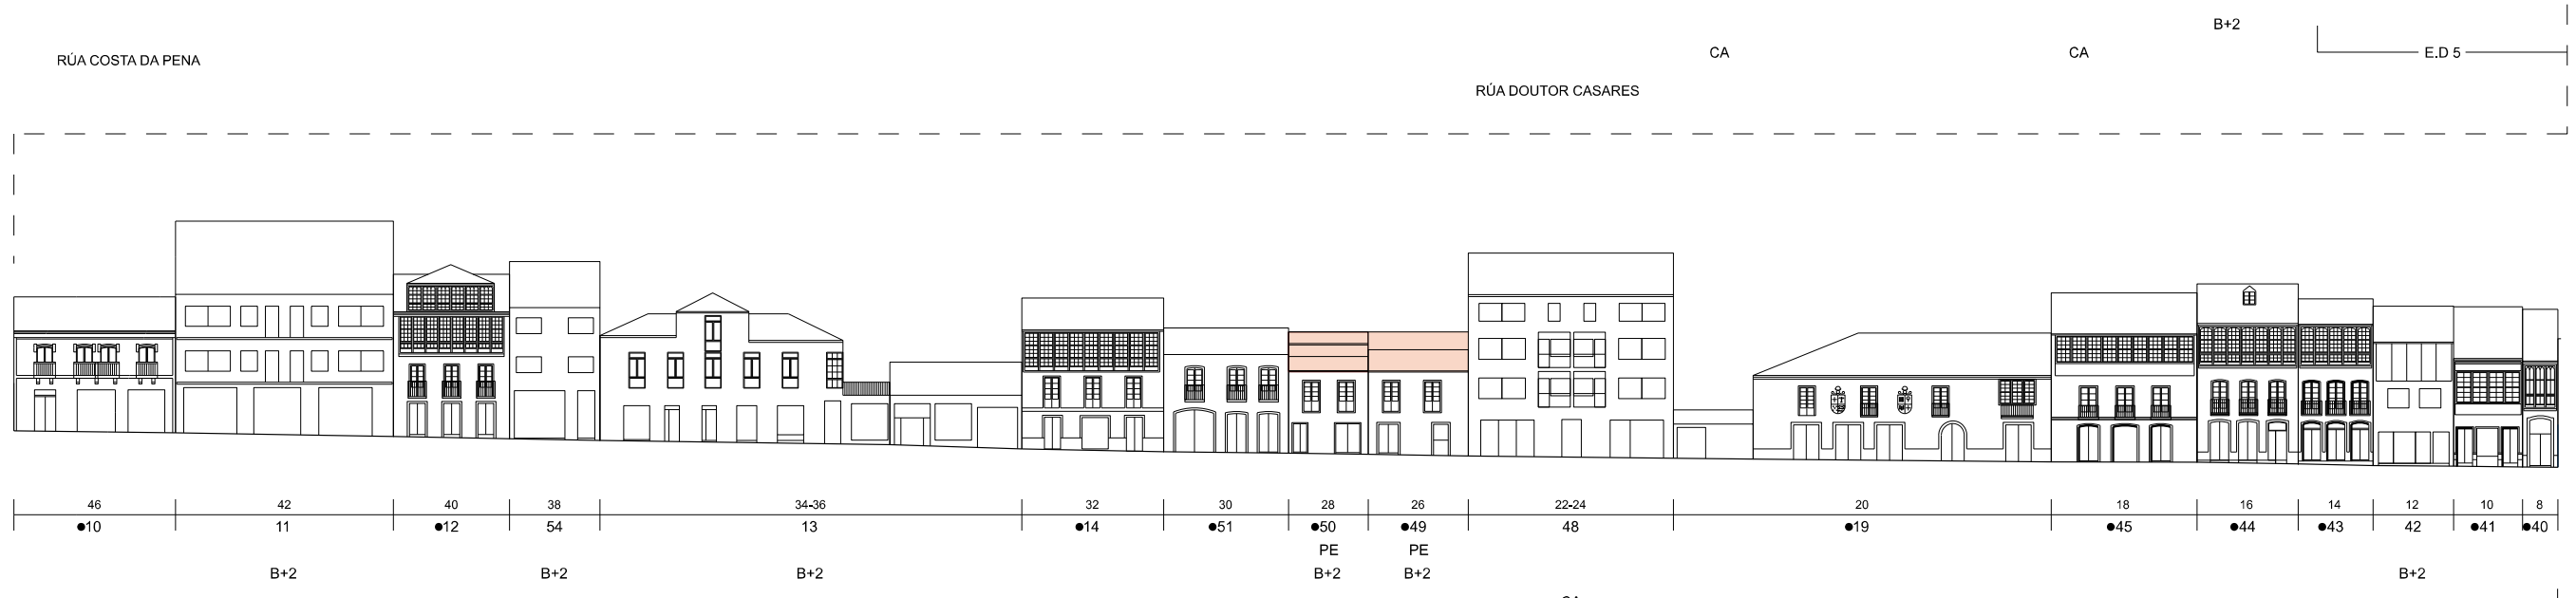 B+2
CA
CA
E.D 5
RÚA COSTA DA PENA
RÚA DOUTOR CASARES
46 42 40 38 34-36 32 30 28 26 22-24 20 18 16 14 12 10 8
●10 11 ●12 54 13 ●14 ●51 ●50 ●49 48 ●19 ●45 ●44 ●43 42 ●41 ●40
PE PE
B+2 B+2 B+2 B+2 B+2 B+2